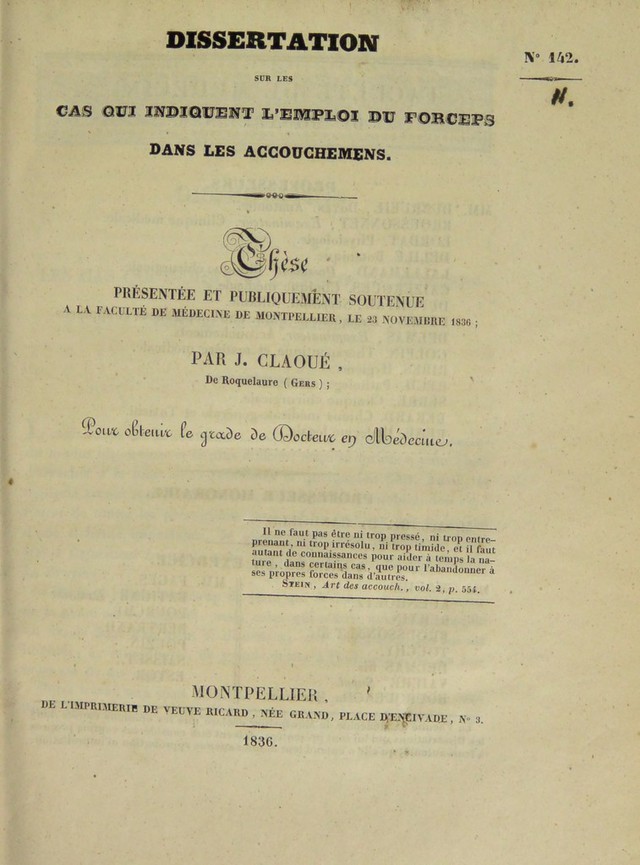 DISSERTATION
N° 142.
SUR LES
CAS QUI INDIQUENT L'EMPLOI DU FORCEPS
11.
DANS LES ACCOUCHEMENS.
Thèse
PRÉSENTÉE ET PUBLIQUEMENT SOUTENUE
A LA FACULTÉ DE MÉDECINE DE MONTPELLIER, LE 23 NOVEMBRE 1836 ;
PAR J. CLAOUÉ,
De Roquelaure ( GERS ) ;
Pour obtenir le grade de Docteur en Médecine.
Il ne faut pas être ni trop pressé, ni trop entre-
prenant, ni trop irrésolu, ni trop timide, et il faut
autant de connaissances pour aider à temps la na-
ture, dans certains cas, que pour l'abandonner à
ses propres forces dans d'autres.
STEIN, Art des accouch., vol. 2, p. 554.
MONTPELLIER,
DE L'IMPRIMERIE DE VEUVE RICARD, NÉE GRAND, PLACE D'ENCIVADE, N° 3.
1836.